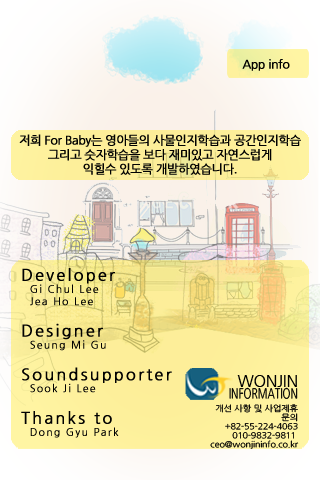 App info
저희 For Baby는 영아들의 사물인지학습과 공간인지학습
그리고 숫자학습을 보다 재미있고 자연스럽게
익힐수 있도록 개발하였습니다.
Developer
Gi Chul Lee
Jea Ho Lee
Designer
Seung Mi Gu
Soundsupporter
Sook Ji Lee
Thanks to
Dong Gyu Park
WONJIN
INFORMATION
개선 사항 및 사업제휴
문의
+82-55-224-4063
010-9832-9811
ceo@wonjininfo.co.kr